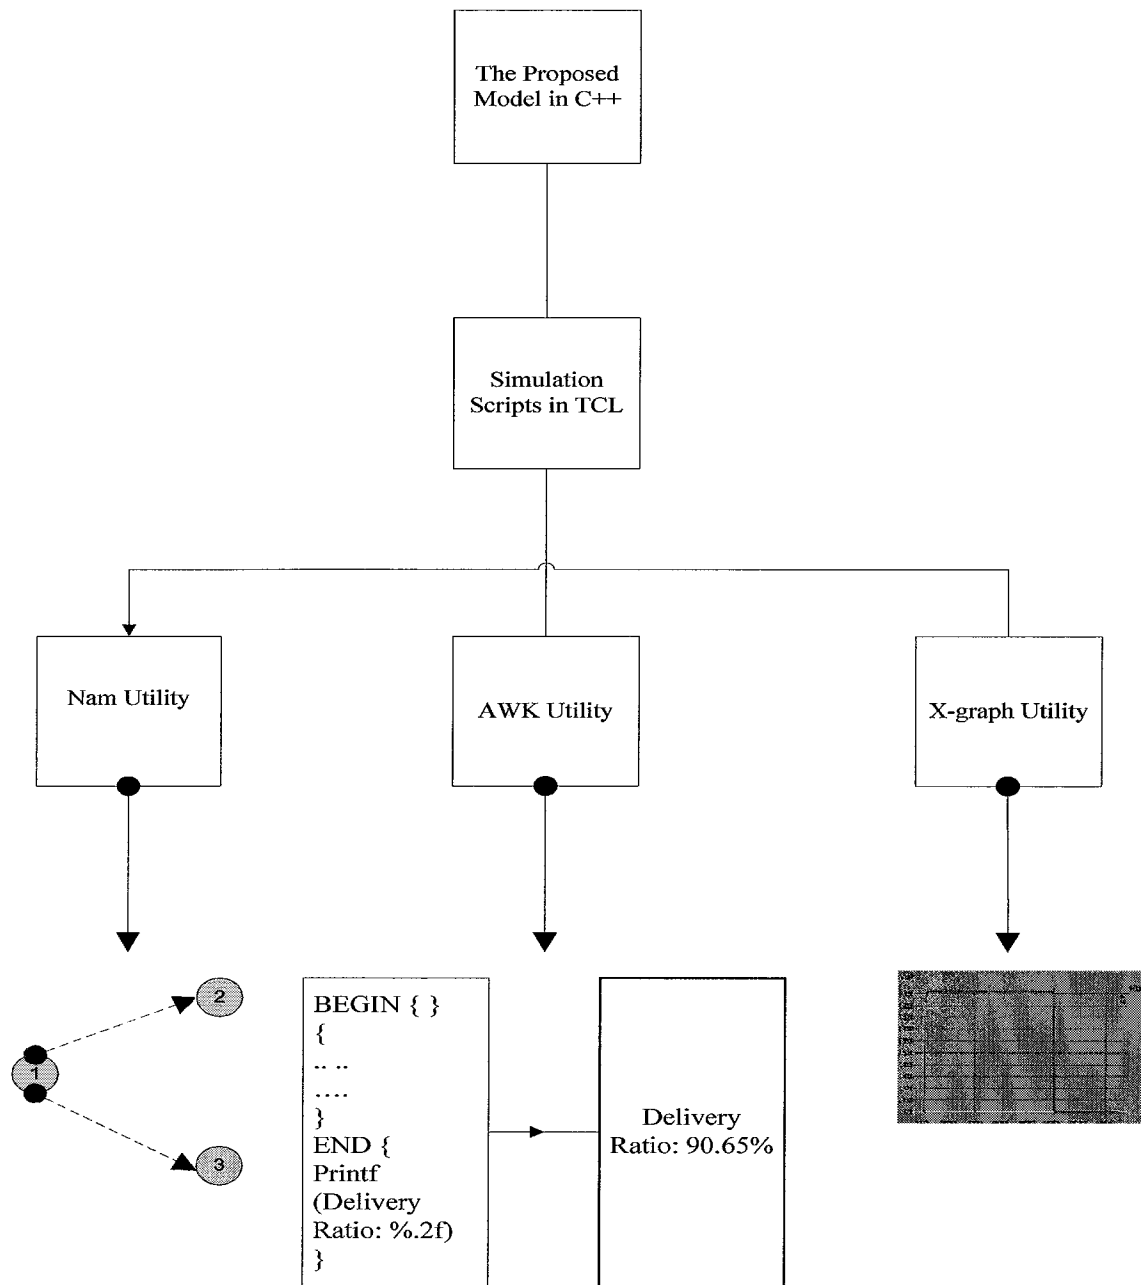 The Proposed
Model in C++
Simulation
Scripts in TCL
Nam Utility
AWK Utility
X-graph Utility
1
2
3
BEGIN { }
{
.. ..
....
}
END {
Printf
(Delivery
Ratio: %.2f)
}
Delivery
Ratio: 90.65%